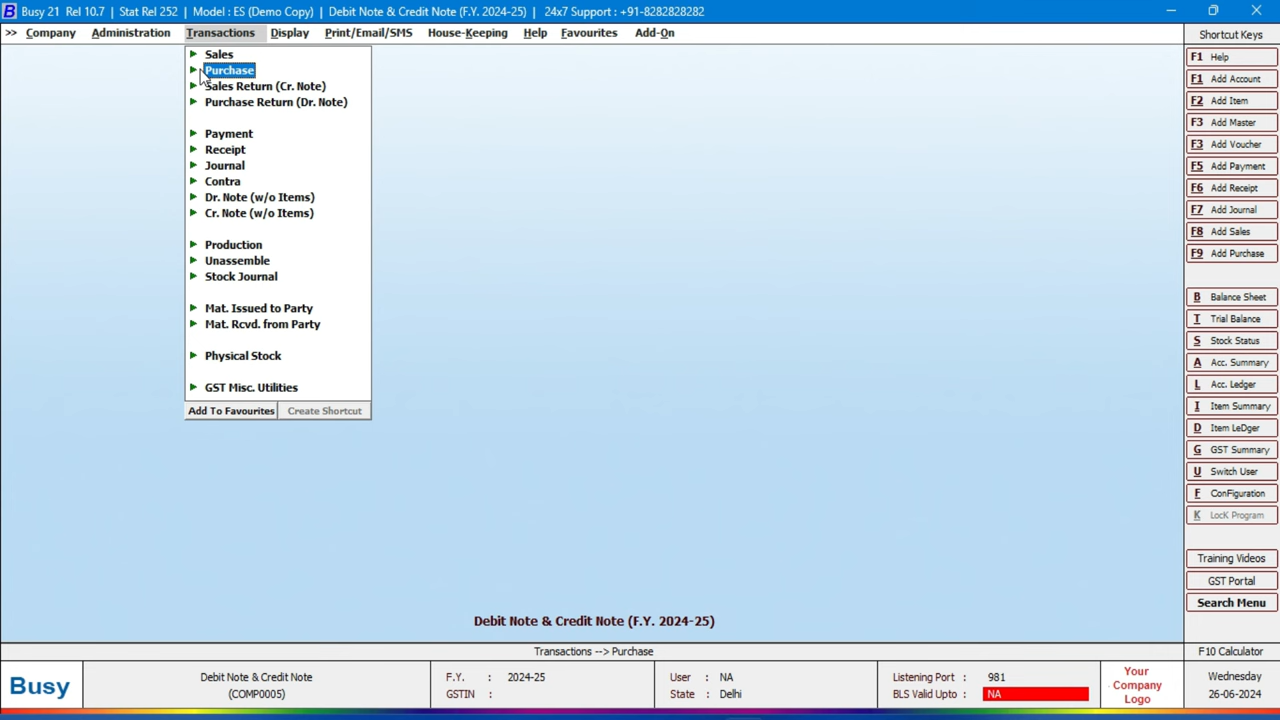 Busy 21 Rel 10.7 | Stat Rel 252 | Model : ES (Demo Copy) | Debit Note & Credit Note (F.Y. 2024-25) | 24x7 Support : +91-8282828282
>> Company Administration Transactions Display Print/Email/SMS House-Keeping Help Favourites Add-On
Sales
Purchase
Sales Return (Cr. Note)
Purchase Return (Dr. Note)
Payment
Receipt
Journal
Contra
Dr. Note (w/o Items)
Cr. Note (w/o Items)
Production
Unassemble
Stock Journal
Mat. Issued to Party
Mat. Rcvd. from Party
Physical Stock
GST Misc. Utilities
Add To Favourites Create Shortcut
Shortcut Keys
F1 Help
F1 Add Account
F2 Add Item
F3 Add Master
F3 Add Voucher
F5 Add Payment
F6 Add Receipt
F7 Add Journal
F8 Add Sales
F9 Add Purchase
B Balance Sheet
T Trial Balance
S Stock Status
A Acc. Summary
L Acc. Ledger
I Item Summary
D Item LeDger
G GST Summary
U Switch User
F ConFiguration
K LocK Program
Training Videos
GST Portal
Search Menu
Debit Note & Credit Note (F.Y. 2024-25)
Transactions --> Purchase
F10 Calculator
Busy
Debit Note & Credit Note
(COMP0005)
F.Y. : 2024-25
GSTIN :
User : NA
State : Delhi
Listening Port : 981
BLS Valid Upto : NA
Your
Company
Logo
Wednesday
26-06-2024